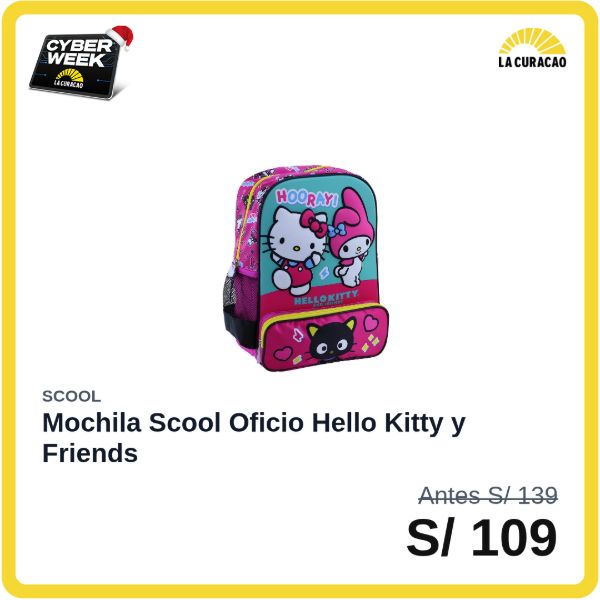 CYBER
WEEK
LA CURACAO
LA CURACAO
HOORAY!
HELLO KITTY
SCOOL
Mochila Scool Oficio Hello Kitty y
Friends
Antes S/ 139
S/ 109